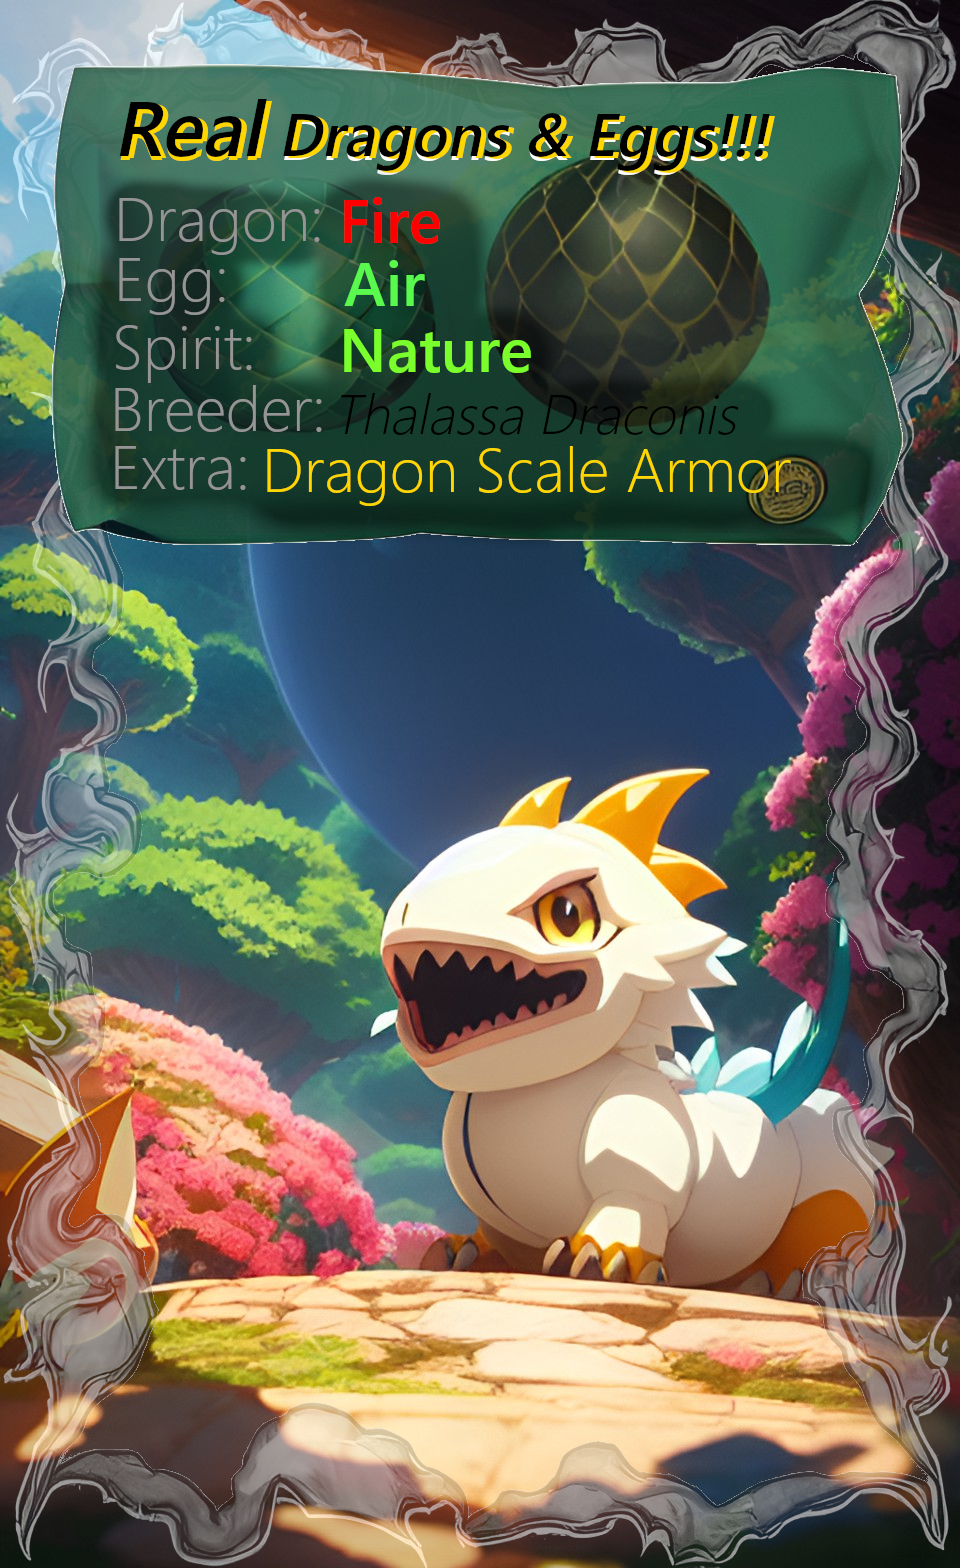 Real Dragons & Eggs!!!
Dragon: Fire
Egg: Air
Spirit: Nature
Breeder: Thalassa Draconis
Extra: Dragon Scale Armor